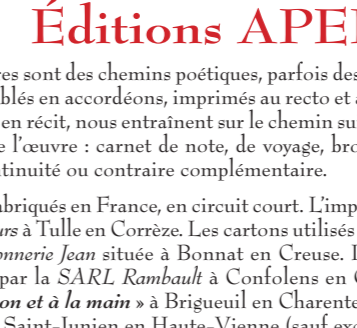 Éditions APE
res sont des chemins poétiques, parfois des
blés en accordéons, imprimés au recto et a
en récit, nous entraînent sur le chemin su
e l'œuvre : carnet de note, de voyage, bro
tinuité ou contraire complémentaire.
abriqués en France, en circuit court. L'imp
urs à Tulle en Corrèze. Les cartons utilisés
onnerie Jean située à Bonnat en Creuse. L
par la SARL Rambault à Confolens en C
on et à la main » à Brigueuil en Charente
Saint-Junien en Haute-Vienne (sauf exc